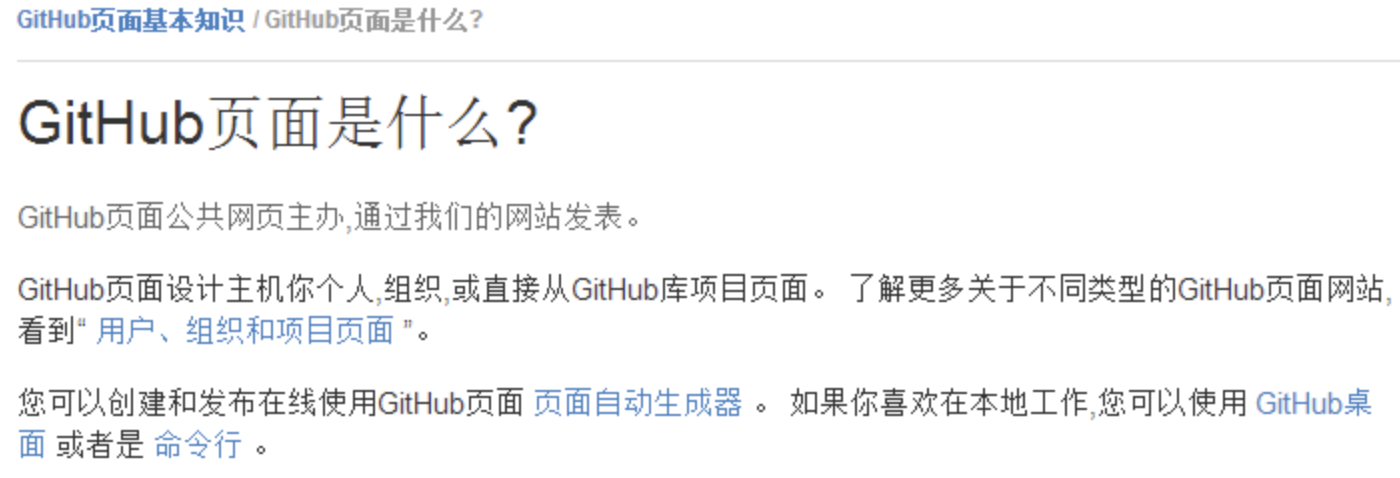 GitHub页面基本知识 / GitHub页面是什么?
GitHub页面是什么?
GitHub页面公共网页主办,通过我们的网站发表。
GitHub页面设计主机你个人,组织,或直接从GitHub库项目页面。 了解更多关于不同类型的GitHub页面网站,
看到“ 用户、组织和项目页面 ”。
您可以创建和发布在线使用GitHub页面 页面自动生成器 。 如果你喜欢在本地工作,您可以使用 GitHub桌
面 或者是 命令行 。